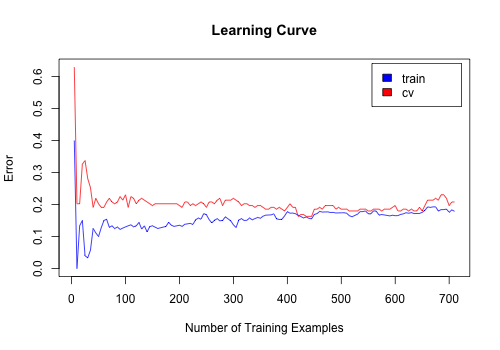 Learning Curve
train
cv
Error
0.0 0.1 0.2 0.3 0.4 0.5 0.6
0 100 200 300 400 500 600 700
Number of Training Examples